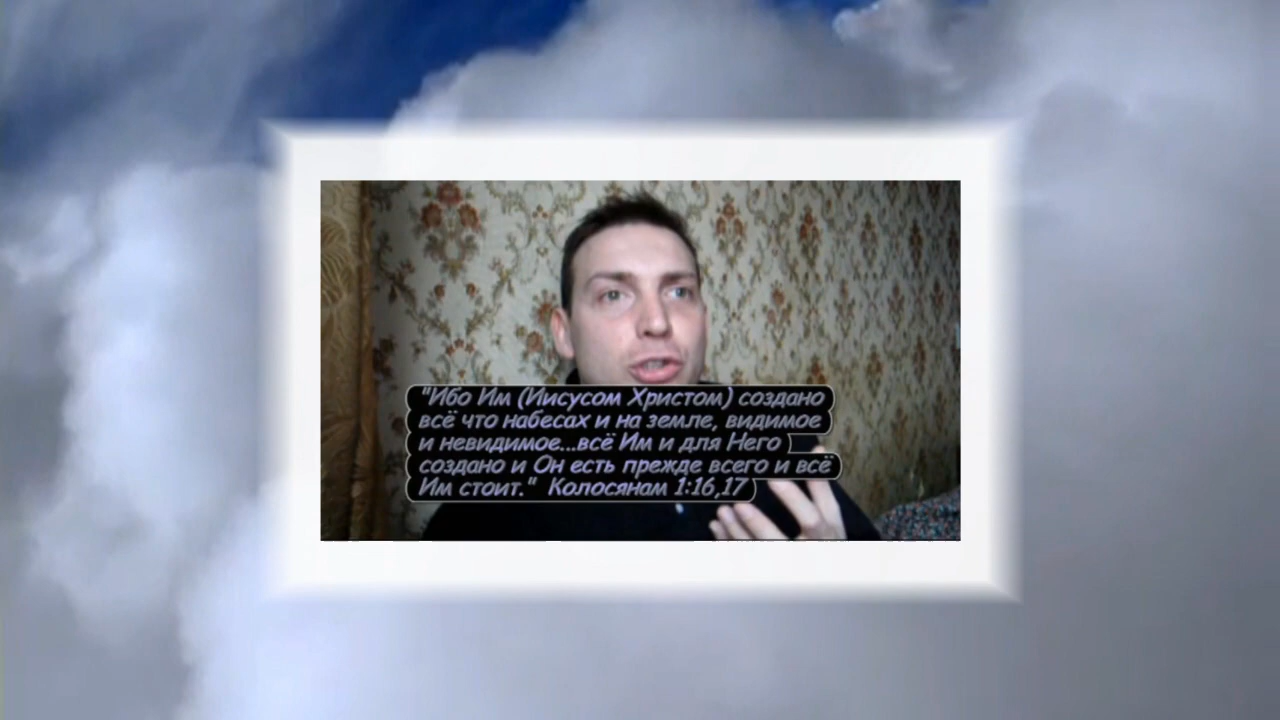 "Ибо Им (Иисусом Христом) создано
всё что набесах и на земле, видимое
и невидимое...всё Им и для Него
создано и Он есть прежде всего и всё
Им стоит." Колосянам 1:16,17